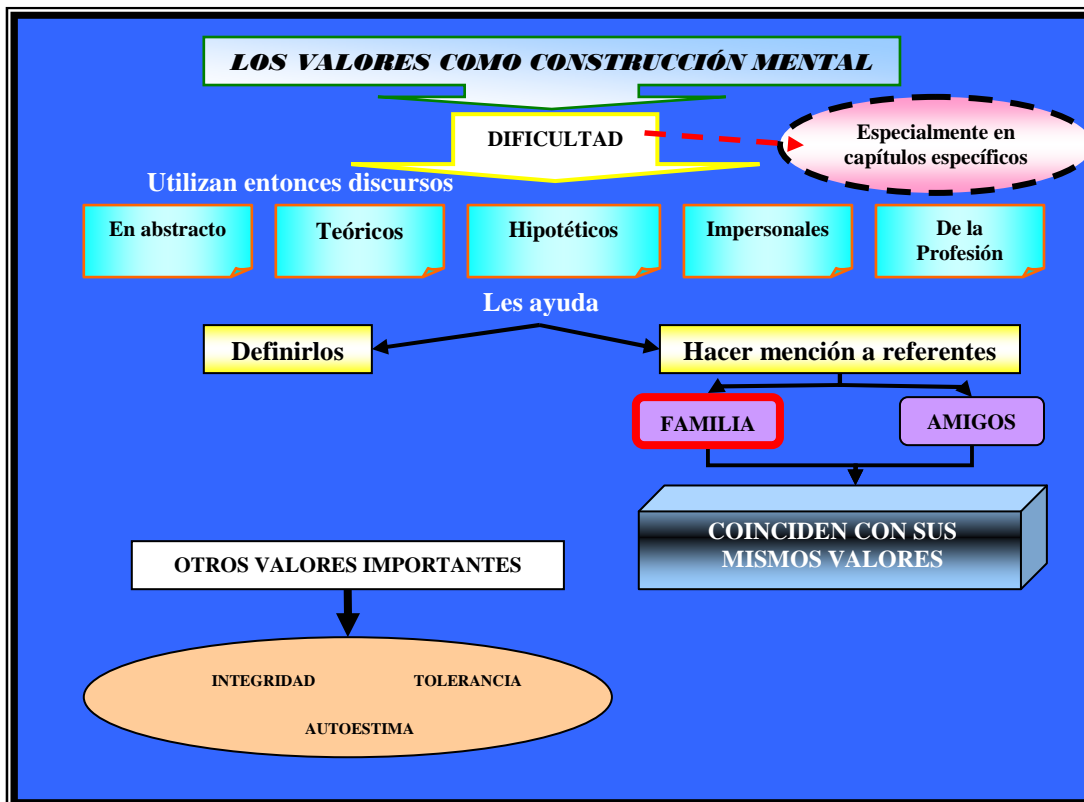 LOS VALORES COMO CONSTRUCCIÓN MENTAL
DIFICULTAD
Especialmente en
capítulos específicos
Utilizan entonces discursos
En abstracto
Teóricos
Hipotéticos
Impersonales
De la
Profesión
Les ayuda
Definirlos
Hacer mención a referentes
FAMILIA
AMIGOS
COINCIDEN CON SUS
MISMOS VALORES
OTROS VALORES IMPORTANTES
INTEGRIDAD
TOLERANCIA
AUTOESTIMA